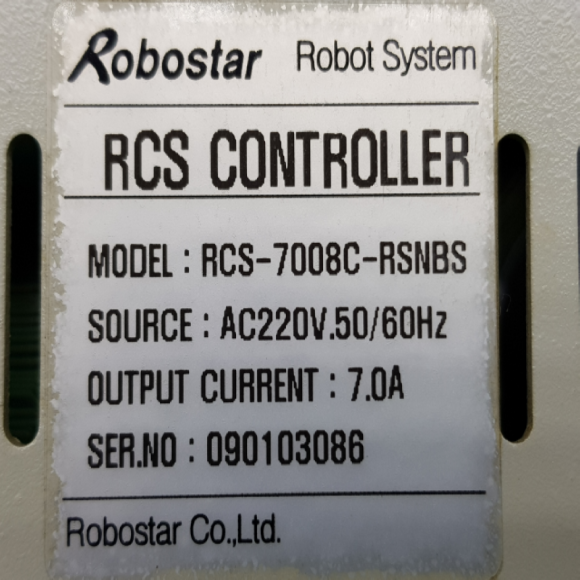 Robostar Robot System
RCS CONTROLLER
MODEL : RCS-7008C-RSNBS
SOURCE : AC220V.50/60Hz
OUTPUT CURRENT : 7.0A
SER.NO : 090103086
Robostar Co.,Ltd.